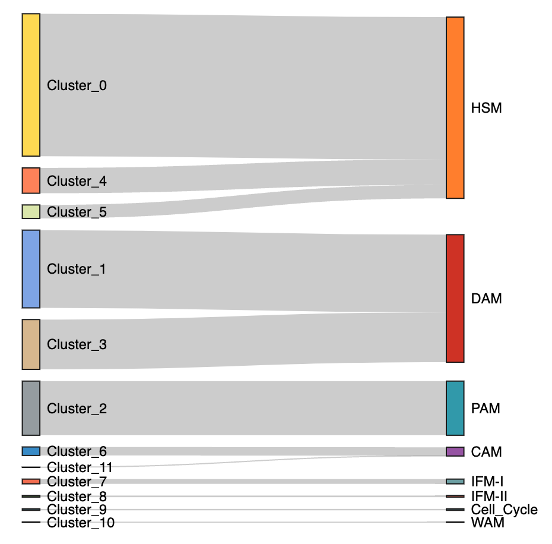 Cluster_0
Cluster_4
Cluster_5
Cluster_1
Cluster_3
Cluster_2
Cluster_6
Cluster_11
Cluster_7
Cluster_8
Cluster_9
Cluster_10
HSM
DAM
PAM
CAM
IFM-I
IFM-II
Cell_Cycle
WAM